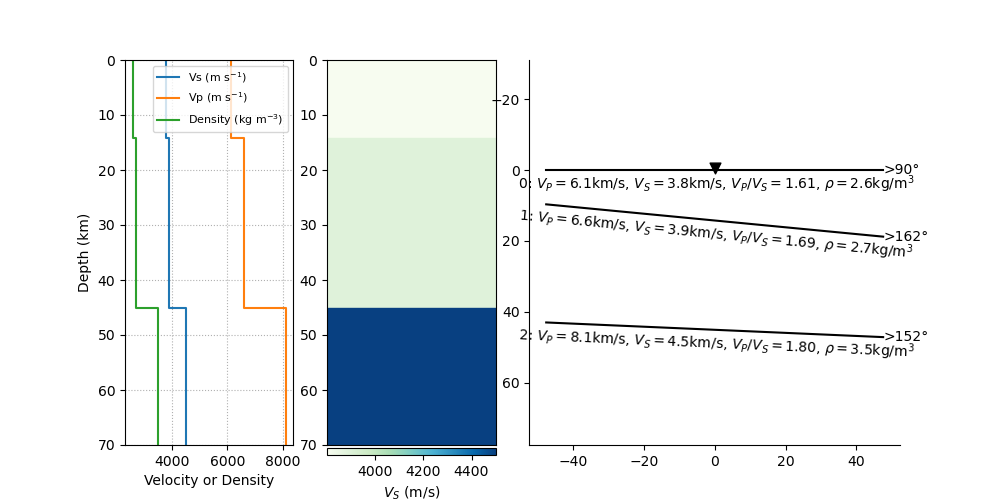 0
10
20
30
40
50
60
70
Depth (km)
Vs (m s⁻¹)
Vp (m s⁻¹)
Density (kg m⁻³)
4000 6000 8000
Velocity or Density
0
10
20
30
40
50
60
70
4000 4200 4400
V_S (m/s)
−20
0
20
40
60
>90°
0: V_P = 6.1km/s, V_S = 3.8km/s, V_P/V_S = 1.61, ρ = 2.6kg/m³
>162°
1: V_P = 6.6km/s, V_S = 3.9km/s, V_P/V_S = 1.69, ρ = 2.7kg/m³
>152°
2: V_P = 8.1km/s, V_S = 4.5km/s, V_P/V_S = 1.80, ρ = 3.5kg/m³
−40 −20 0 20 40